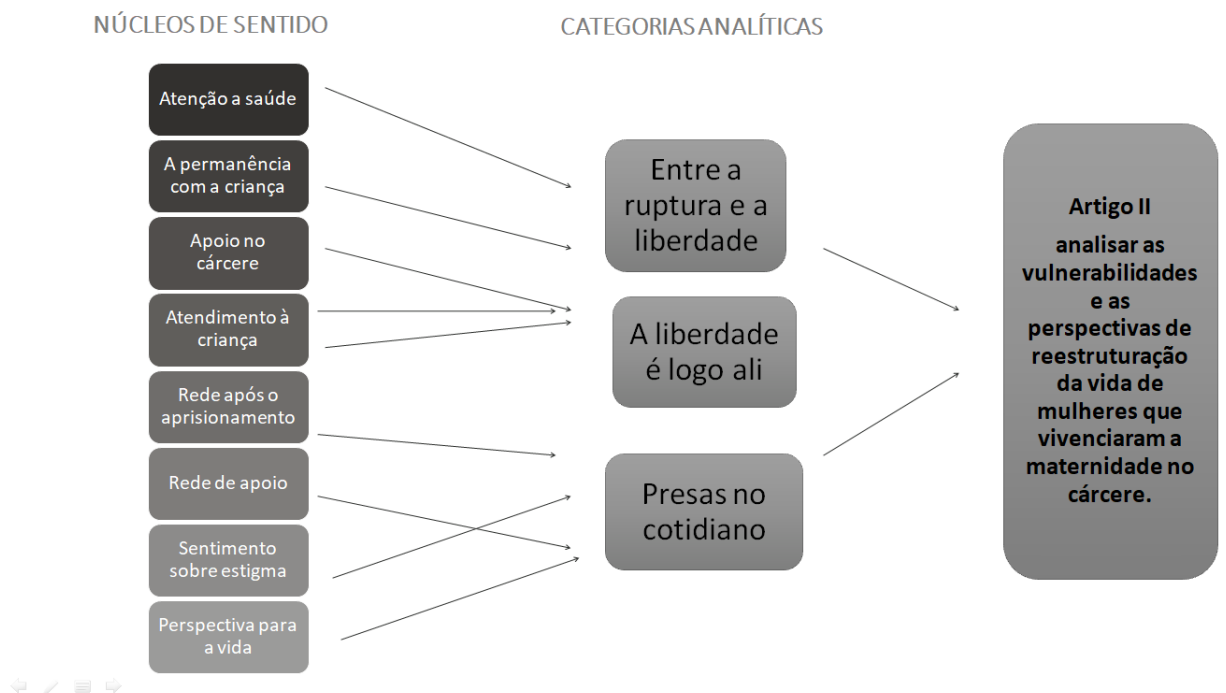 NÚCLEOS DE SENTIDO
CATEGORIAS ANALÍTICAS
Atenção a saúde
A permanência
com a criança
Apoio no
cárcere
Atendimento à
criança
Rede após o
aprisionamento
Rede de apoio
Sentimento
sobre estigma
Perspectiva para
a vida
Entre a
ruptura e a
liberdade
A liberdade
é logo ali
Presas no
cotidiano
Artigo II
analisar as
vulnerabilidades
e as
perspectivas de
reestruturação
da vida de
mulheres que
vivenciaram a
maternidade no
cárcere.